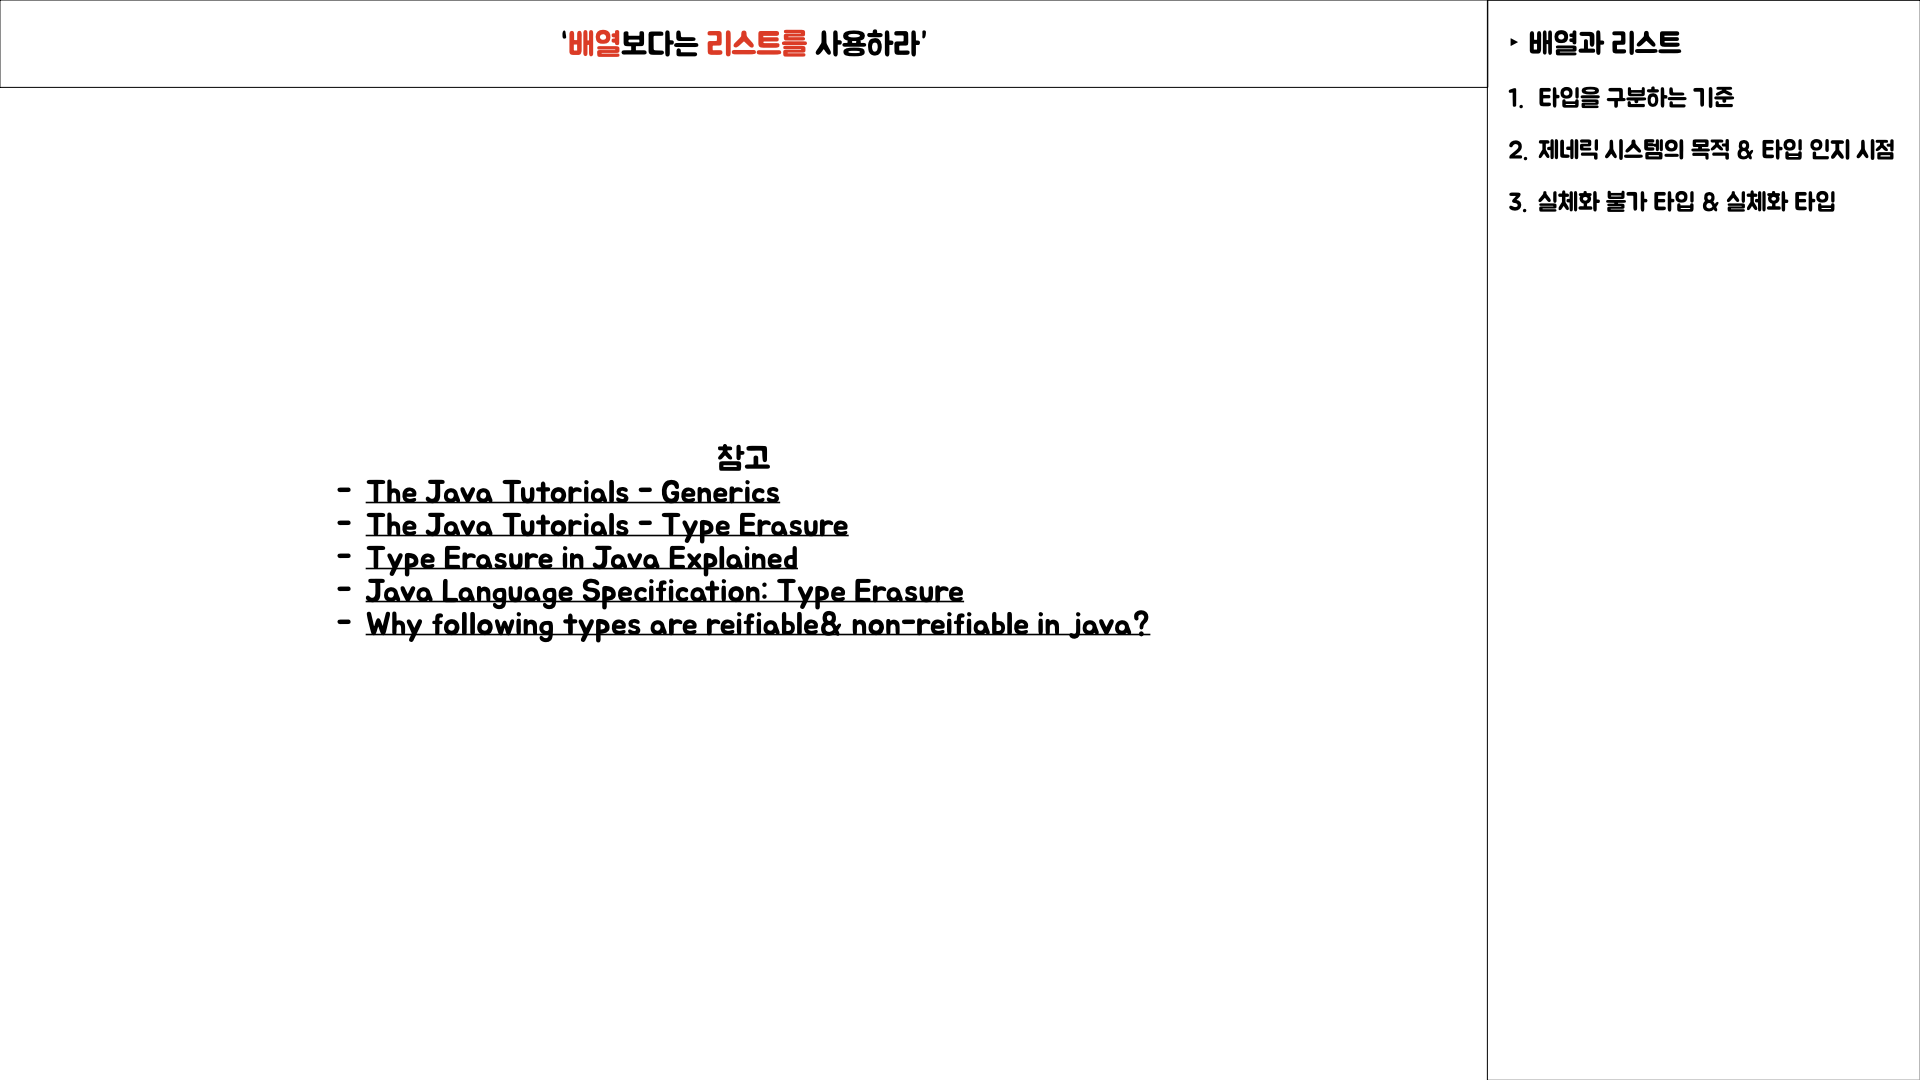 ‘배열보다는 리스트를 사용하라’
▸ 배열과 리스트
1. 타입을 구분하는 기준
2. 제네릭 시스템의 목적 & 타입 인지 시점
3. 실체화 불가 타입 & 실체화 타입
참고
- The Java Tutorials - Generics
- The Java Tutorials - Type Erasure
- Type Erasure in Java Explained
- Java Language Specification: Type Erasure
- Why following types are reifiable& non-reifiable in java?